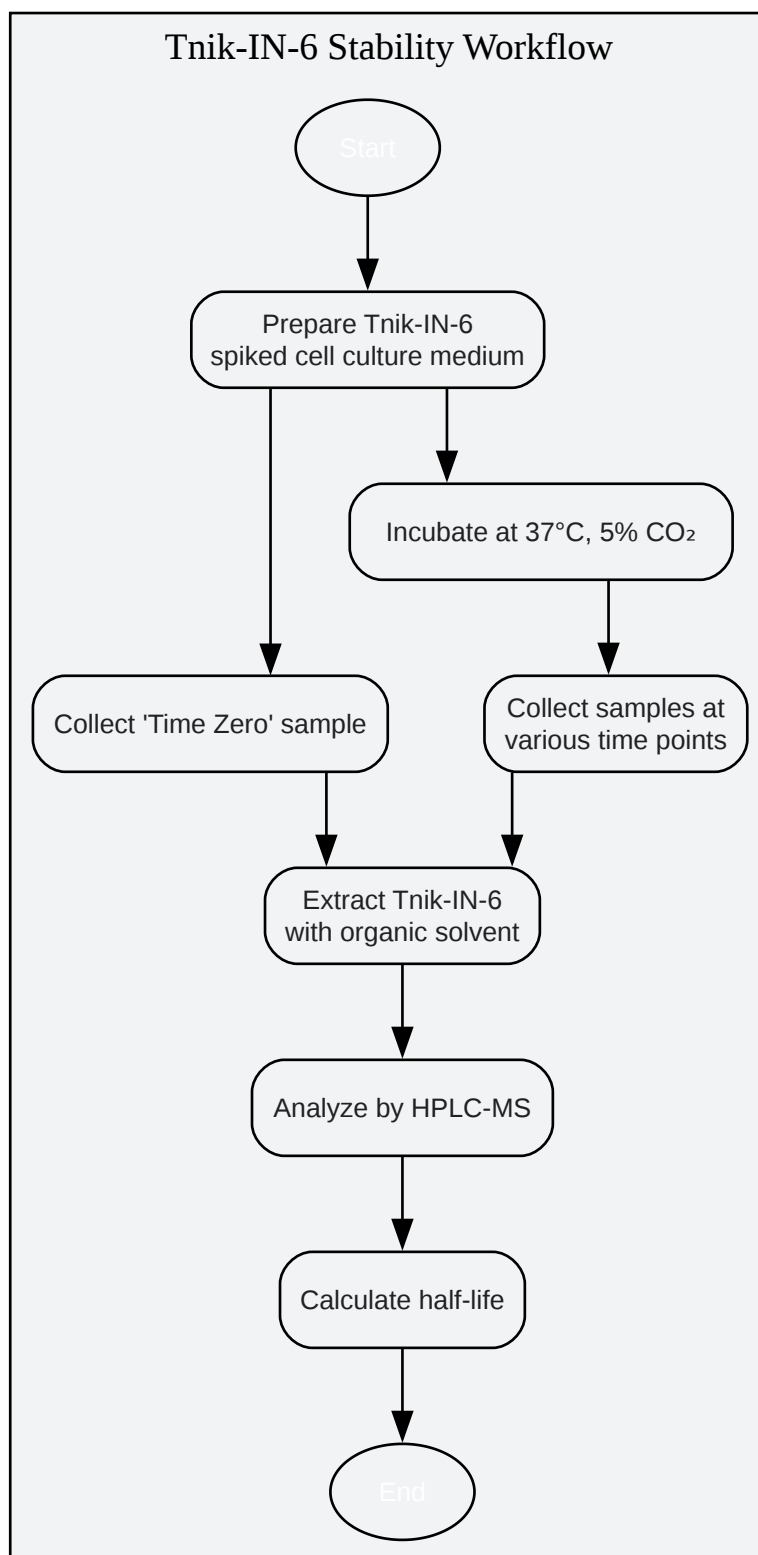 Tnik-IN-6 Stability Workflow
Start
Prepare Tnik-IN-6
spiked cell culture medium
Incubate at 37°C, 5% CO₂
Collect 'Time Zero' sample
Collect samples at
various time points
Extract Tnik-IN-6
with organic solvent
Analyze by HPLC-MS
Calculate half-life
End